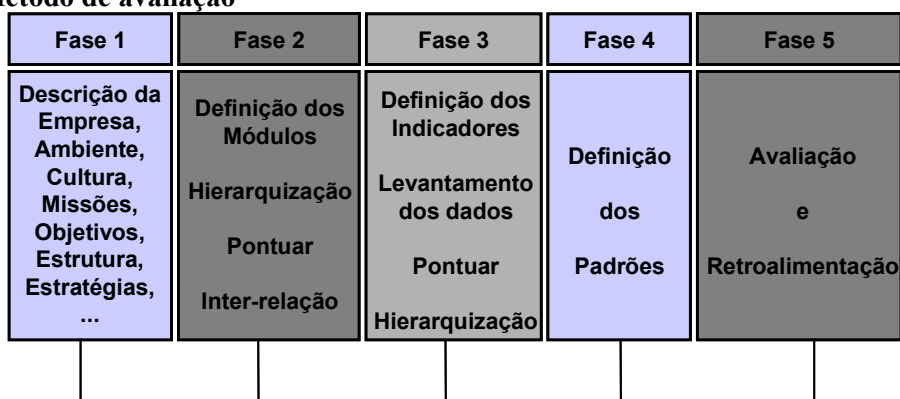 método de avaliação
Fase 1
Fase 2
Fase 3
Fase 4
Fase 5
Descrição da
Empresa,
Ambiente,
Cultura,
Missões,
Objetivos,
Estrutura,
Estratégias,
...
Definição dos
Módulos
Hierarquização
Pontuar
Inter-relação
Definição dos
Indicadores
Levantamento
dos dados
Pontuar
Hierarquização
Definição
dos
Padrões
Avaliação
e
Retroalimentação